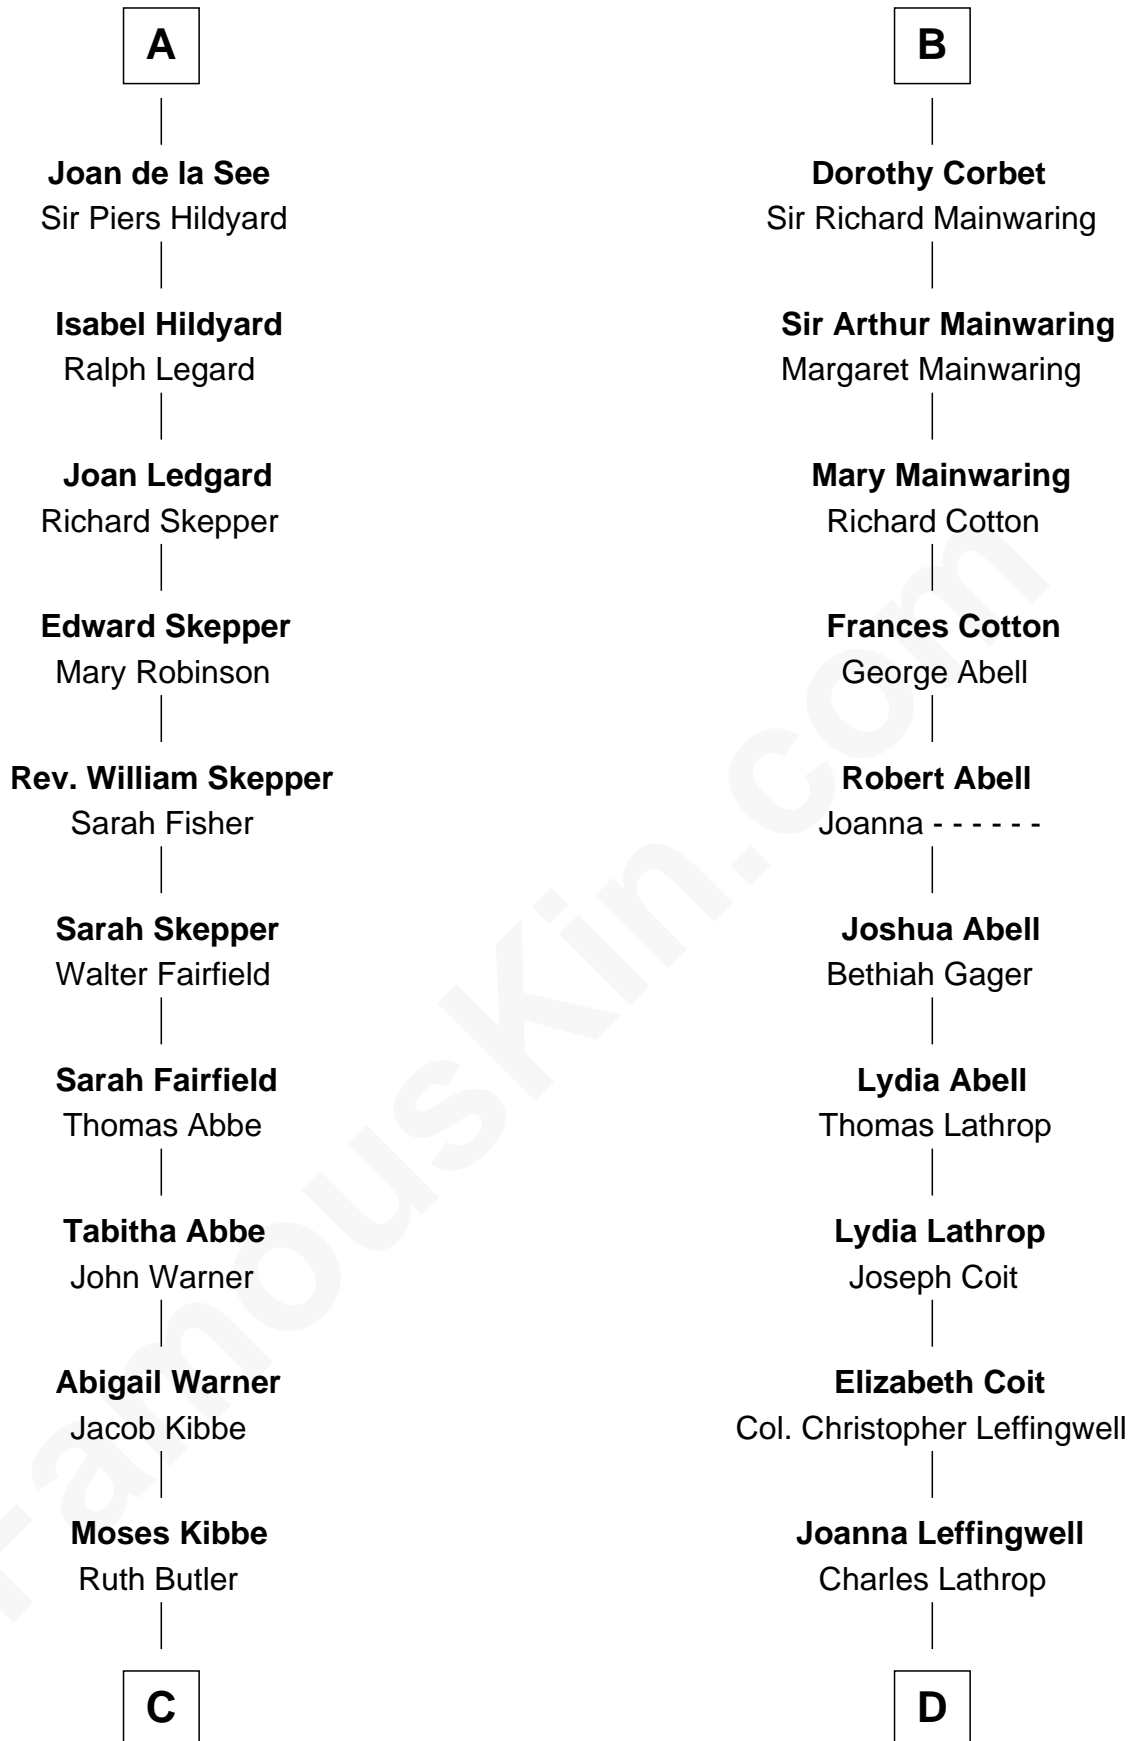 A
Joan de la See
Sir Piers Hildyard
Isabel Hildyard
Ralph Legard
Joan Ledgard
Richard Skepper
Edward Skepper
Mary Robinson
Rev. William Skepper
Sarah Fisher
Sarah Skepper
Walter Fairfield
Sarah Fairfield
Thomas Abbe
Tabitha Abbe
John Warner
Abigail Warner
Jacob Kibbe
Moses Kibbe
Ruth Butler
C
B
Dorothy Corbet
Sir Richard Mainwaring
Sir Arthur Mainwaring
Margaret Mainwaring
Mary Mainwaring
Richard Cotton
Frances Cotton
George Abell
Robert Abell
Joanna - - - - - -
Joshua Abell
Bethiah Gager
Lydia Abell
Thomas Lathrop
Lydia Lathrop
Joseph Coit
Elizabeth Coit
Col. Christopher Leffingwell
Joanna Leffingwell
Charles Lathrop
D
FamousKin.com